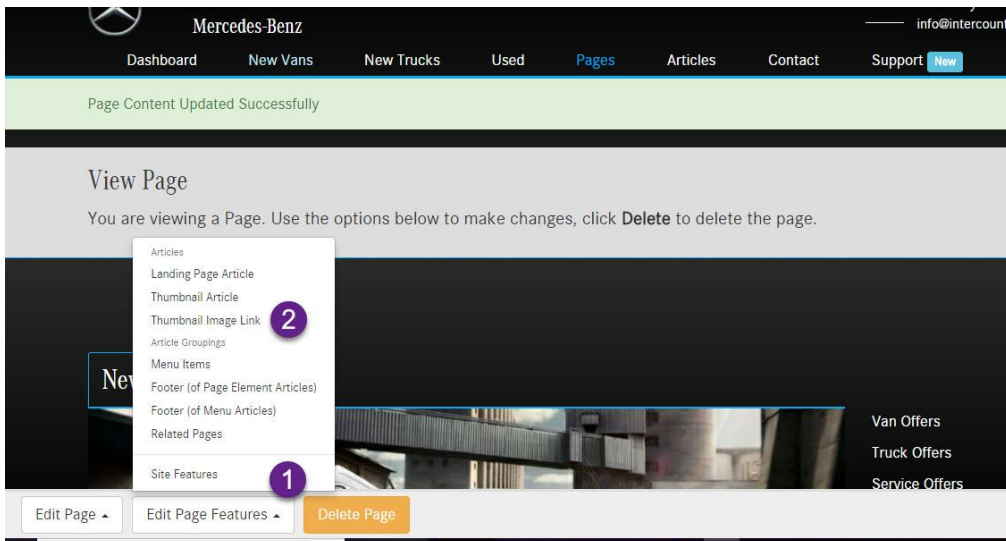 Mercedes-Benz
info@intercount
Dashboard New Vans New Trucks Used Pages Articles Contact Support New
Page Content Updated Successfully
View Page
You are viewing a Page. Use the options below to make changes, click Delete to delete the page.
Articles
Landing Page Article
Thumbnail Article
Thumbnail Image Link 2
Article Groupings
Menu Items
Footer (of Page Element Articles)
Footer (of Menu Articles)
Related Pages
Site Features 1
New
Van Offers
Truck Offers
Service Offers
Edit Page Edit Page Features Delete Page